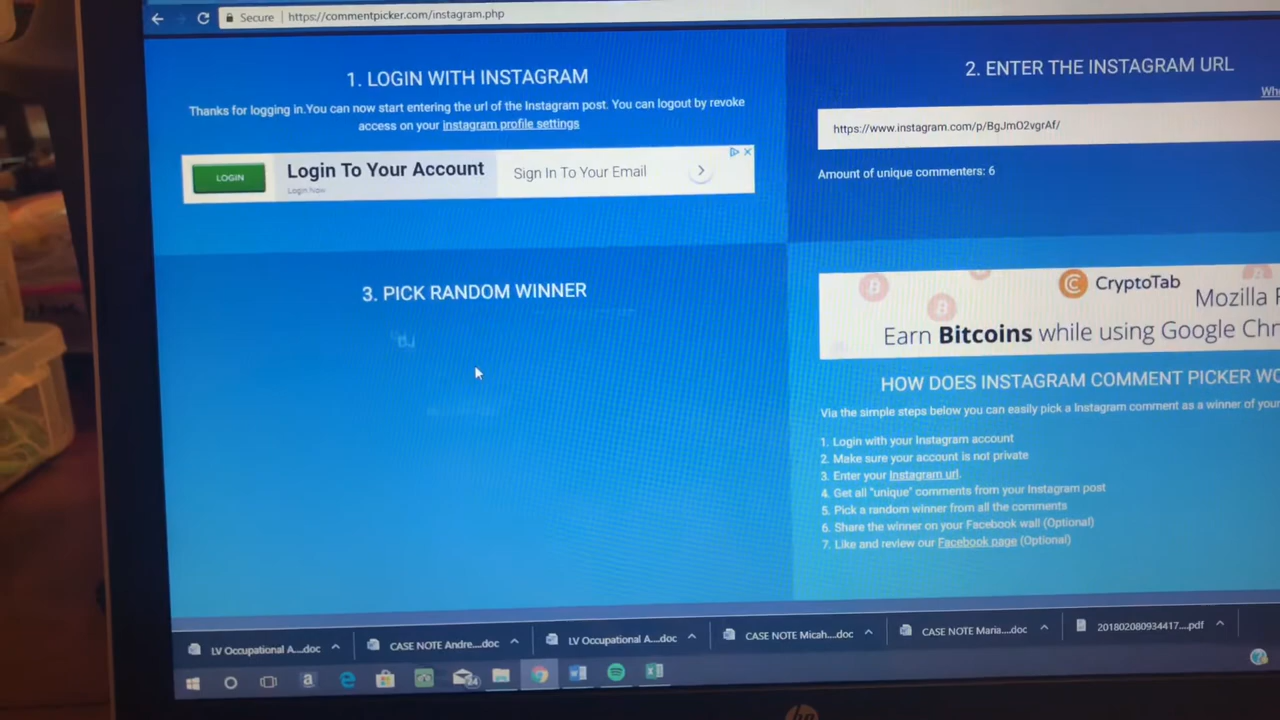 Secure | https://commentpicker.com/instagram.php
1. LOGIN WITH INSTAGRAM
Thanks for logging in.You can now start entering the url of the Instagram post. You can logout by revoke
access on your instagram profile settings
LOGIN
Login To Your Account
Login Now
Sign In To Your Email
2. ENTER THE INSTAGRAM URL
https://www.instagram.com/p/BgJmO2vgrAf/
Amount of unique commenters: 6
3. PICK RANDOM WINNER
CryptoTab
Mozilla
Earn Bitcoins while using Google
HOW DOES INSTAGRAM COMMENT PICKER
Via the simple steps below you can easily pick a Instagram comment as a winner of your
1. Login with your Instagram account
2. Make sure your account is not private
3. Enter your Instagram url.
4. Get all "unique" comments from your Instagram post
5. Pick a random winner from all the comments
6. Share the winner on your Facebook wall (Optional)
7. Like and review our Facebook page (Optional)
LV Occupational A....doc
CASE NOTE Andre....doc
LV Occupational A....doc
CASE NOTE Micah....doc
CASE NOTE Maria....doc
201802080934417....pdf
24
hp